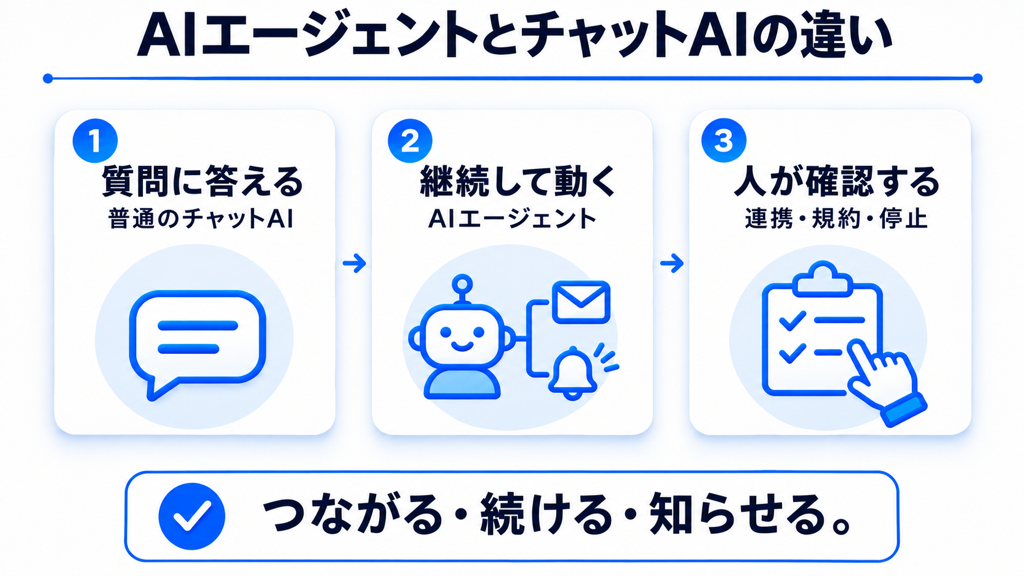 AIエージェントとチャットAIの違い
1
質問に答える
普通のチャットAI
2
継続して動く
AIエージェント
3
人が確認する
連携・規約・停止
つながる・続ける・知らせる。